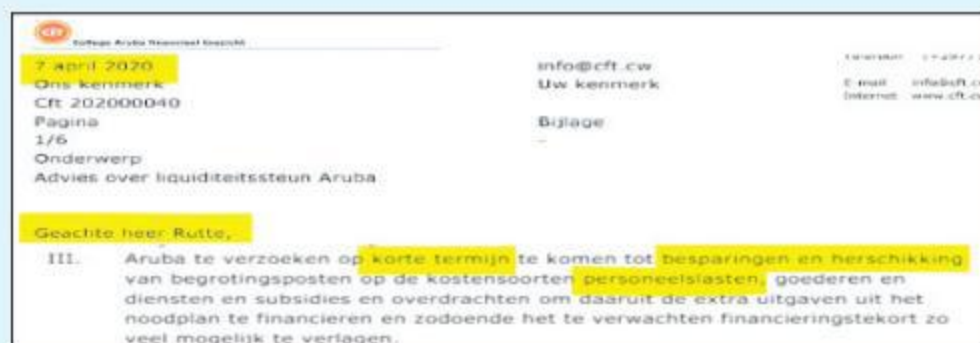 cft
College Aruba financieel toezicht
7 april 2020
Ons kenmerk
Cft 202000040
Pagina
1/6
Onderwerp
Advies over liquiditeitssteun Aruba
info@cft.cw
Uw kenmerk
Bijlage
-
E-mail info@cft.c
Internet www.cft.c
Geachte heer Rutte,
III. Aruba te verzoeken op korte termijn te komen tot besparingen en herschikking
van begrotingsposten op de kostensoorten personeelslasten, goederen en
diensten en subsidies en overdrachten om daaruit de extra uitgaven uit het
noodplan te financieren en zodoende het te verwachten financieringstekort zo
veel mogelijk te verlagen.